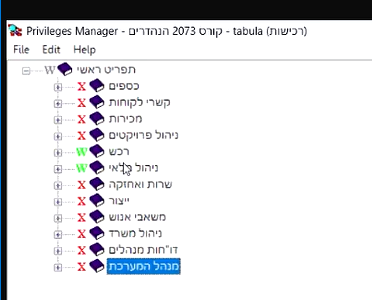 Privileges Manager - קורס 2073 הנהדרים - tabula (רכישות)
File Edit Help
W תפריט ראשי
X כספים
X קשרי לקוחות
X מכירות
X ניהול פרויקטים
W רכש
W ניהול מלאי
X שרות ואחזקה
X ייצור
X משאבי אנוש
X ניהול משרד
X דו"חות מנהלים
X מנהל המערכת